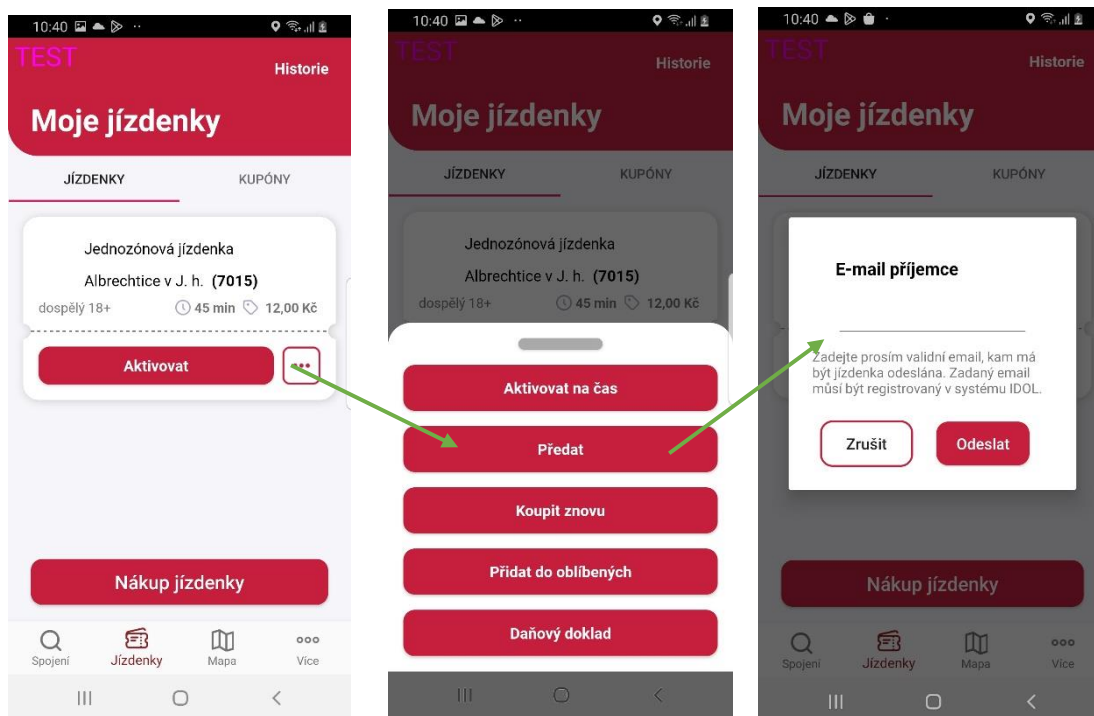 10:40
TEST
Historie
Moje jízdenky
JÍZDENKY
KUPÓNY
Jednozónová jízdenka
Albrechtice v J. h. (7015)
dospělý 18+
45 min
12,00 Kč
Aktivovat
Nákup jízdenky
Spojení
Jízdenky
Mapa
Více
10:40
TEST
Historie
Moje jízdenky
JÍZDENKY
KUPÓNY
Jednozónová jízdenka
Albrechtice v J. h. (7015)
dospělý 18+
45 min
12,00 Kč
Aktivovat na čas
Předat
Koupit znovu
Přidat do oblíbených
Daňový doklad
10:40
TEST
Historie
Moje jízdenky
JÍZDENKY
KUPÓNY
E-mail příjemce
Zadejte prosím validní email, kam má
být jízdenka odeslána. Zadaný email
můsí být registrovaný v systému IDOL.
Zrušit
Odeslat
Nákup jízdenky
Spojení
Jízdenky
Mapa
Více